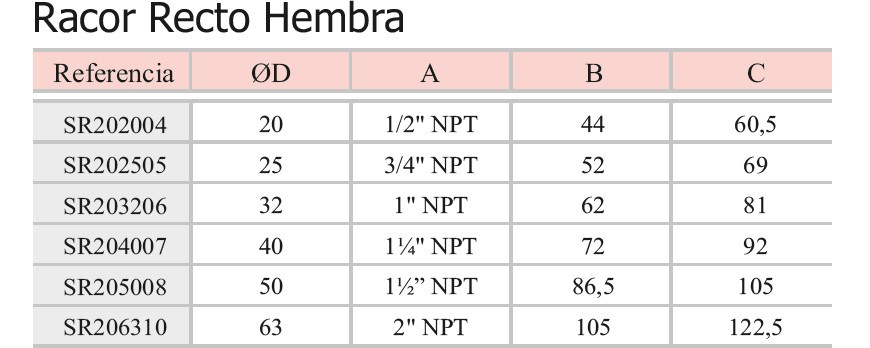 Racor Recto Hembra
Referencia ØD A B C
SR202004 20 1/2" NPT 44 60,5
SR202505 25 3/4" NPT 52 69
SR203206 32 1" NPT 62 81
SR204007 40 1¼" NPT 72 92
SR205008 50 1½” NPT 86,5 105
SR206310 63 2" NPT 105 122,5